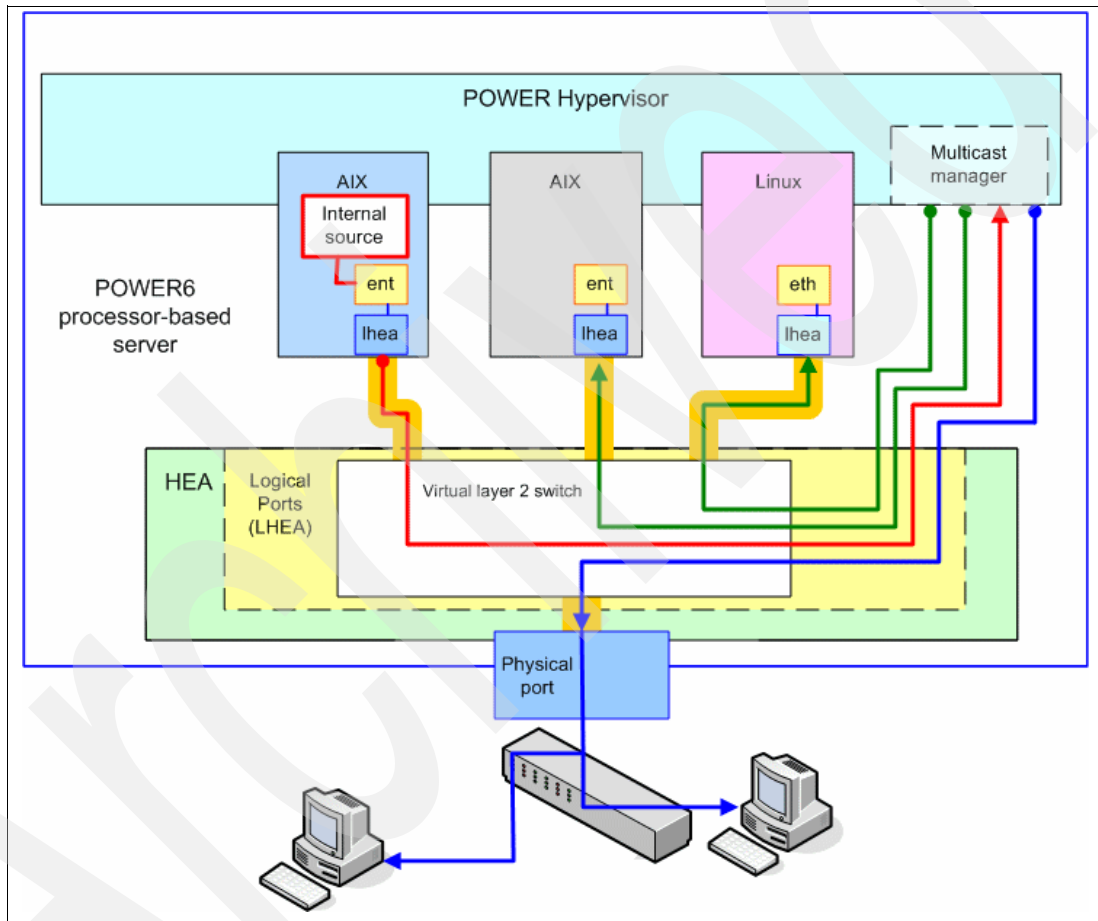 POWER Hypervisor
Multicast
manager
AIX
AIX
Linux
Internal
source
ent
ent
eth
lhea
lhea
lhea
POWER6
processor-based
server
HEA
Logical
Ports
(LHEA)
Virtual layer 2 switch
Physical
port
Archived